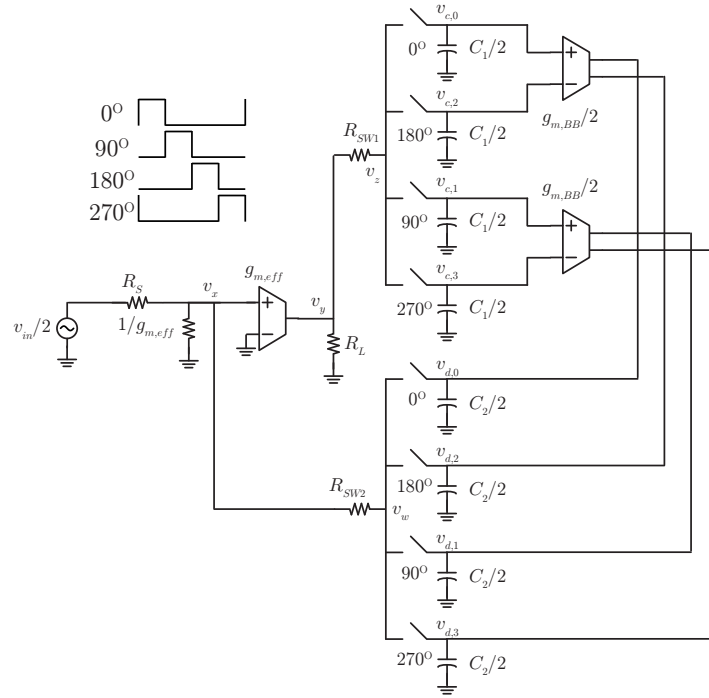 v_{c,0}
0°
C_1/2
v_{c,2}
180°
C_1/2
g_{m,BB}/2
0°
90°
180°
270°
R_{SW1}
v_z
v_{c,1}
90°
C_1/2
g_{m,BB}/2
v_{c,3}
270°
C_1/2
R_S
v_x
g_{m,eff}
v_y
v_{in}/2
1/g_{m,eff}
R_L
v_{d,0}
0°
C_2/2
v_{d,2}
180°
C_2/2
R_{SW2}
v_w
v_{d,1}
90°
C_2/2
v_{d,3}
270°
C_2/2